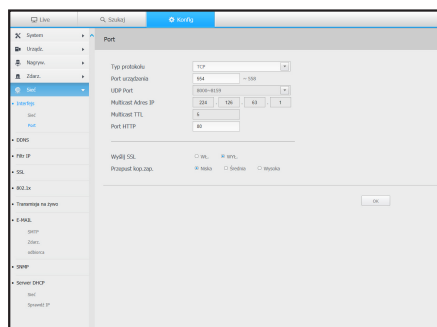 Live
Szukaj
Konfig
System
Urządz.
Nagryw.
Zdarz.
Sieć
Interfejs
Sieć
Port
DDNS
Filtr IP
SSL
802.1x
Transmisja na żywo
E-MAIL
SMTP
Zdarz.
odbiorca
SNMP
Serwer DHCP
Sieć
Sprawdź IP
Port
Typ protokołu TCP
Port urządzenia 554 ~ 558
UDP Port 8000~8159
Multicast Adres IP 224 . 126 . 63 . 1
Multicast TTL 5
Port HTTP 80
Wyślij SSL WŁ. WYŁ.
Przepust kop.zap. Niska Średnia Wysoka
OK